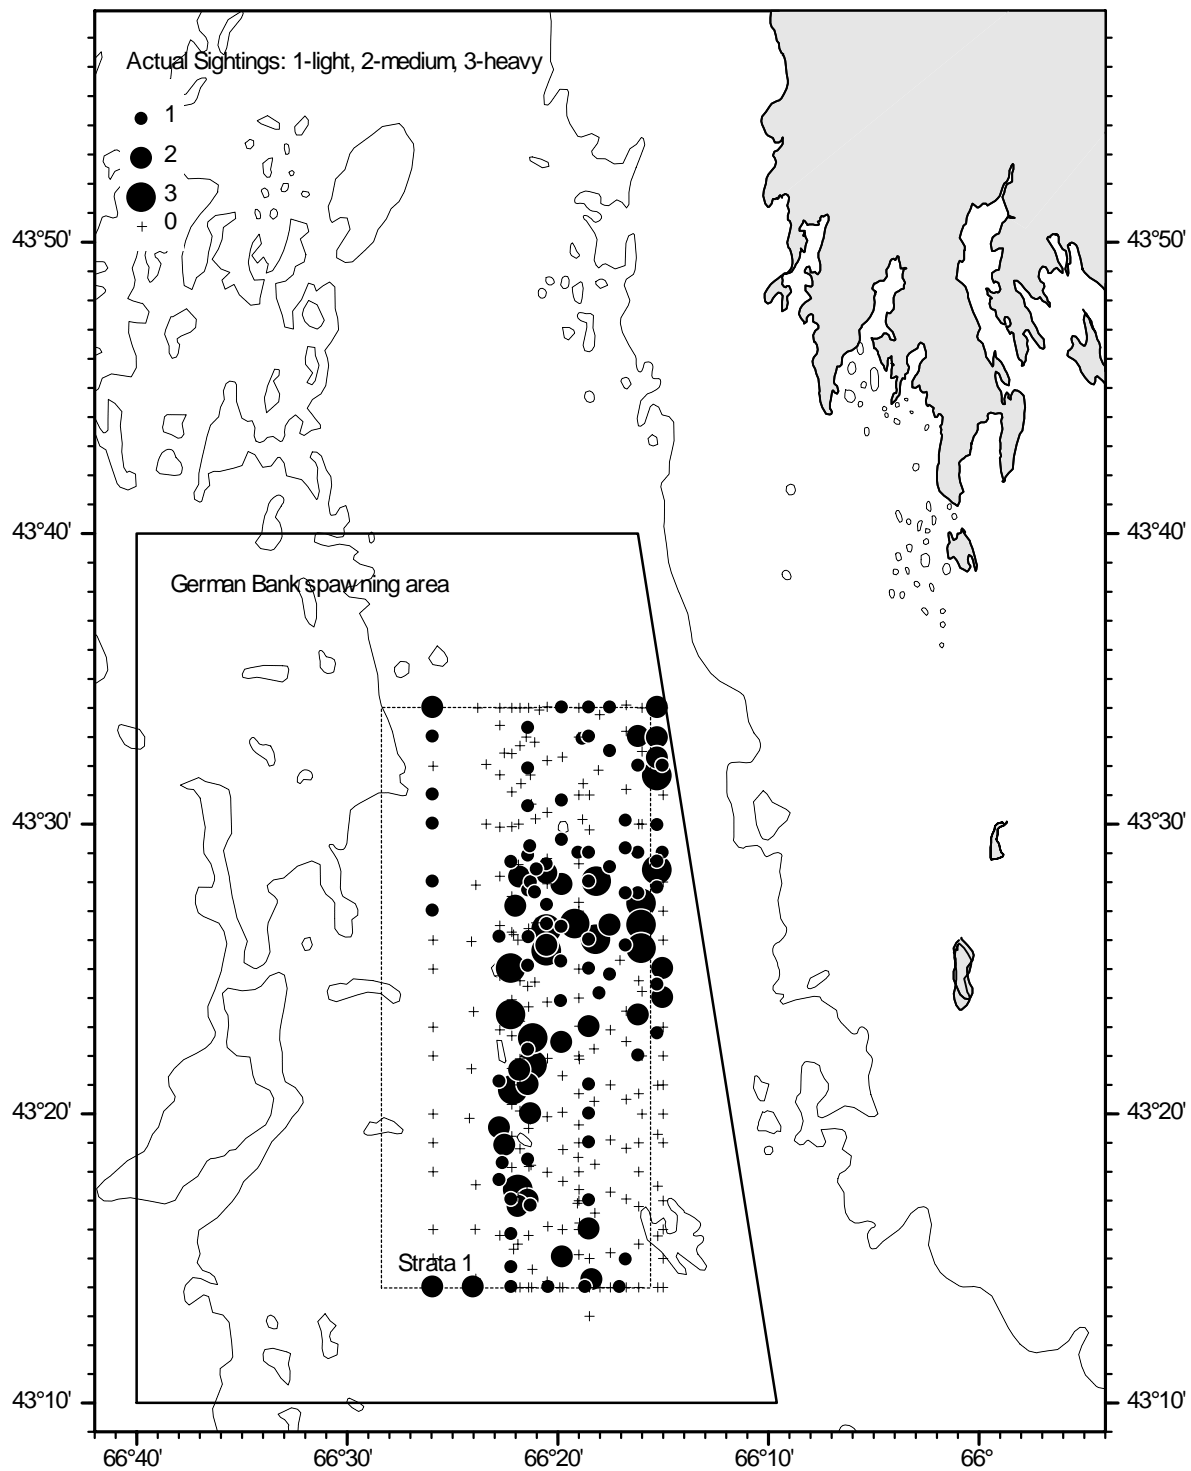 Actual Sightings: 1-light, 2-medium, 3-heavy
1
2
3
0
43°50' 43°50'
43°40' 43°40'
German Bank spawning area
43°30' 43°30'
43°20' 43°20'
Strata 1
43°10' 43°10'
66°40' 66°30' 66°20' 66°10' 66°